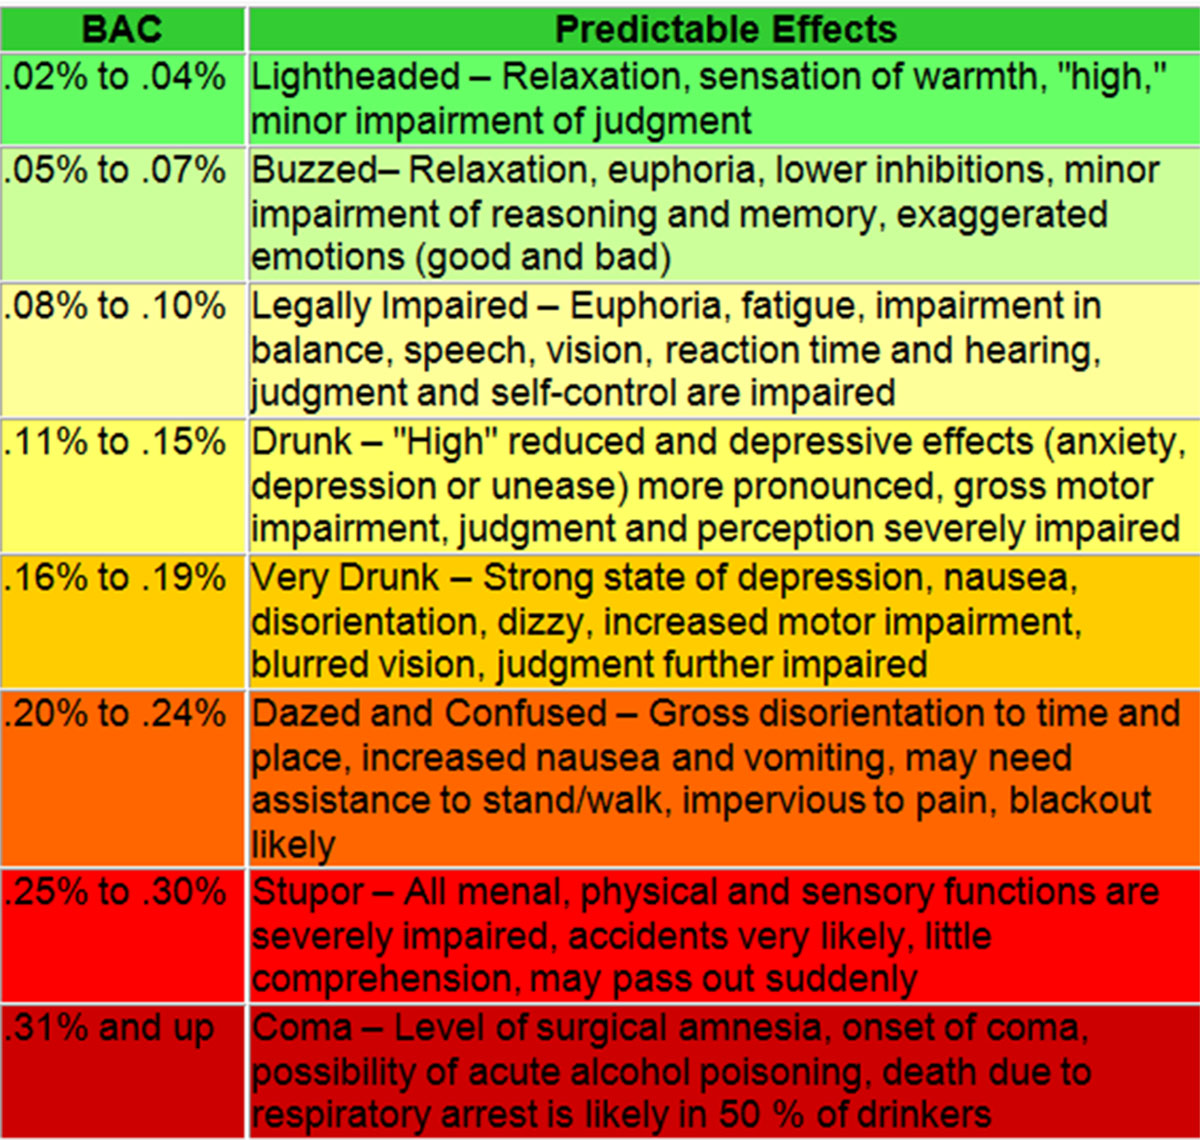 BAC Predictable Effects
.02% to .04% Lightheaded – Relaxation, sensation of warmth, "high,"
minor impairment of judgment
.05% to .07% Buzzed– Relaxation, euphoria, lower inhibitions, minor
impairment of reasoning and memory, exaggerated
emotions (good and bad)
.08% to .10% Legally Impaired – Euphoria, fatigue, impairment in
balance, speech, vision, reaction time and hearing,
judgment and self-control are impaired
.11% to .15% Drunk – "High" reduced and depressive effects (anxiety,
depression or unease) more pronounced, gross motor
impairment, judgment and perception severely impaired
.16% to .19% Very Drunk – Strong state of depression, nausea,
disorientation, dizzy, increased motor impairment,
blurred vision, judgment further impaired
.20% to .24% Dazed and Confused – Gross disorientation to time and
place, increased nausea and vomiting, may need
assistance to stand/walk, impervious to pain, blackout
likely
.25% to .30% Stupor – All menal, physical and sensory functions are
severely impaired, accidents very likely, little
comprehension, may pass out suddenly
.31% and up Coma – Level of surgical amnesia, onset of coma,
possibility of acute alcohol poisoning, death due to
respiratory arrest is likely in 50 % of drinkers